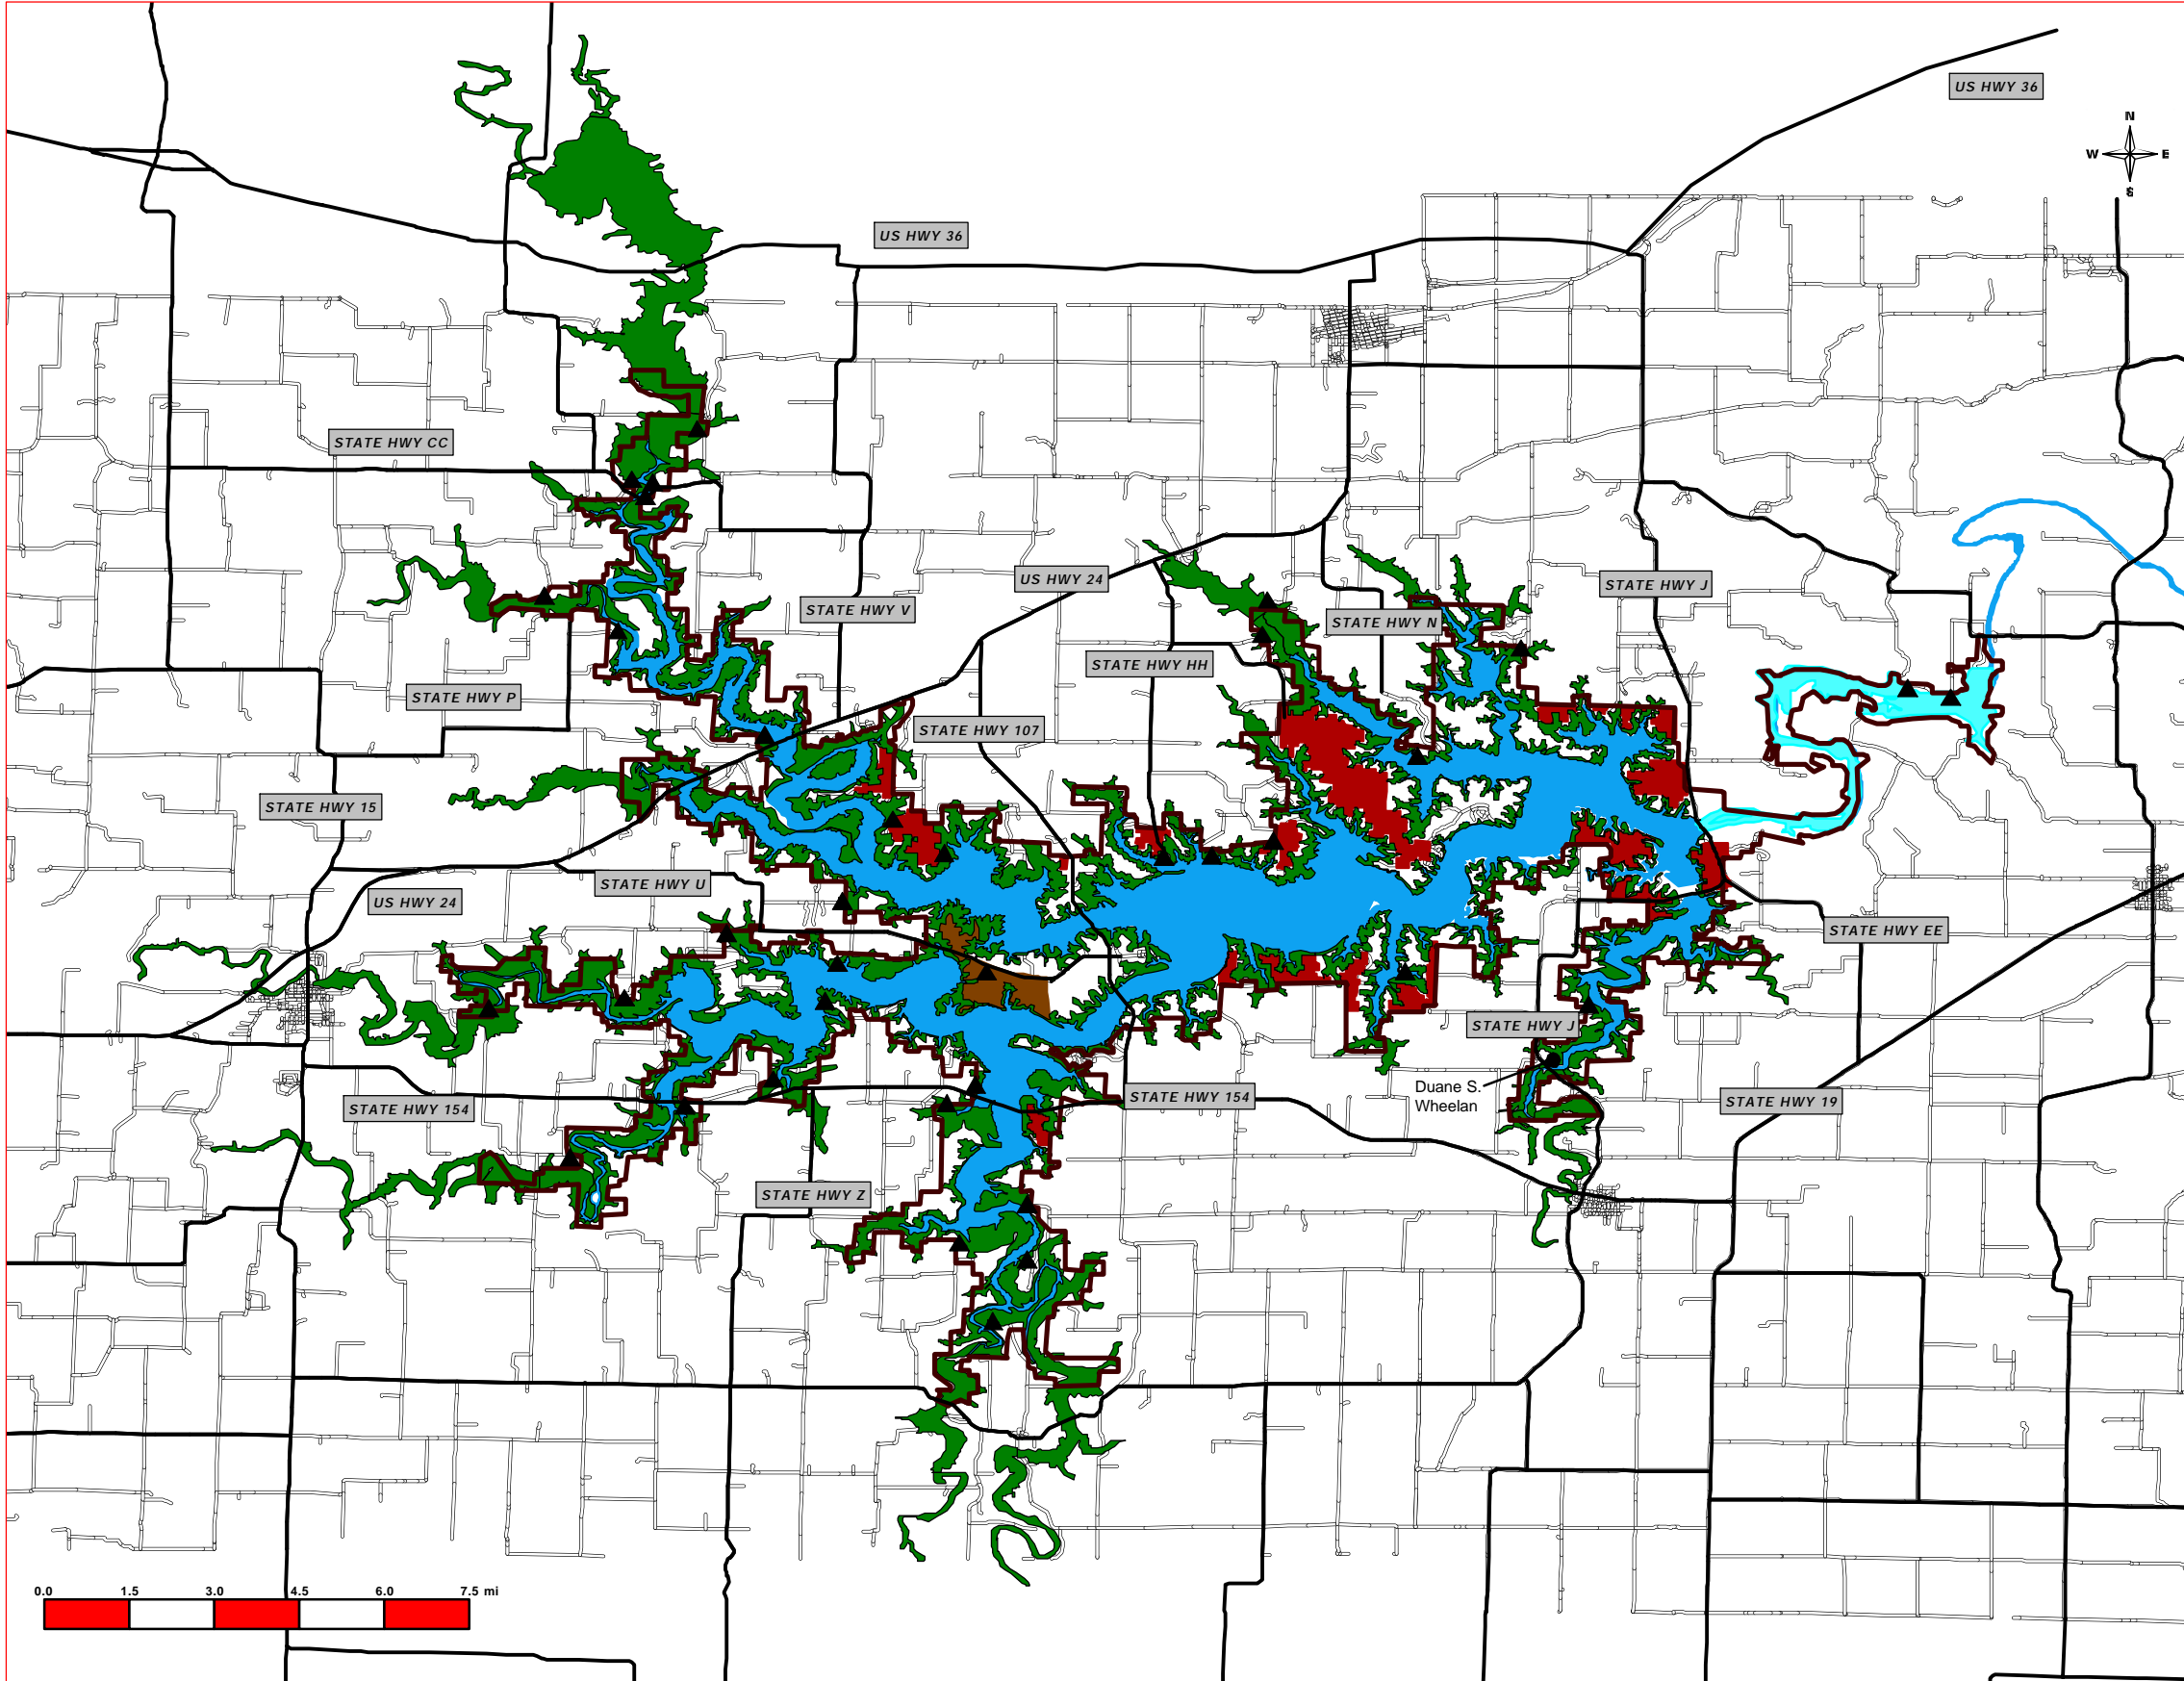 US HWY 36
N
W E
S
US HWY 36
STATE HWY CC
US HWY 24
STATE HWY J
STATE HWY V
STATE HWY N
STATE HWY HH
STATE HWY P
STATE HWY 107
STATE HWY 15
STATE HWY U
US HWY 24
STATE HWY EE
STATE HWY J
Duane S.
Wheelan
STATE HWY 154
STATE HWY 154
STATE HWY 19
STATE HWY Z
0.0 1.5 3.0 4.5 6.0 7.5 mi